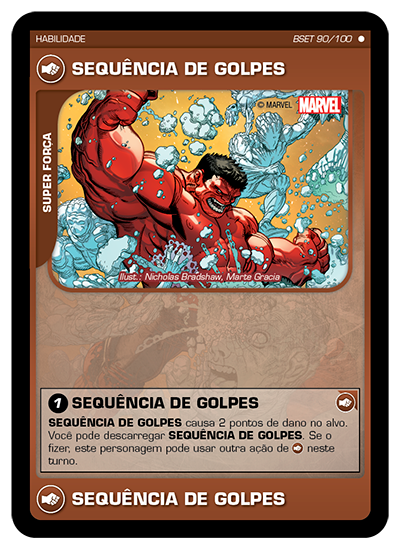 HABILIDADE
BSET 90/100
SEQUÊNCIA DE GOLPES
© MARVEL MARVEL
SUPER FORÇA
Ilust.: Nicholas Bradshaw, Marte Gracia
1 SEQUÊNCIA DE GOLPES
SEQUÊNCIA DE GOLPES causa 2 pontos de dano no alvo.
Você pode descarregar SEQUÊNCIA DE GOLPES. Se o
fizer, este personagem pode usar outra ação de neste
turno.
SEQUÊNCIA DE GOLPES